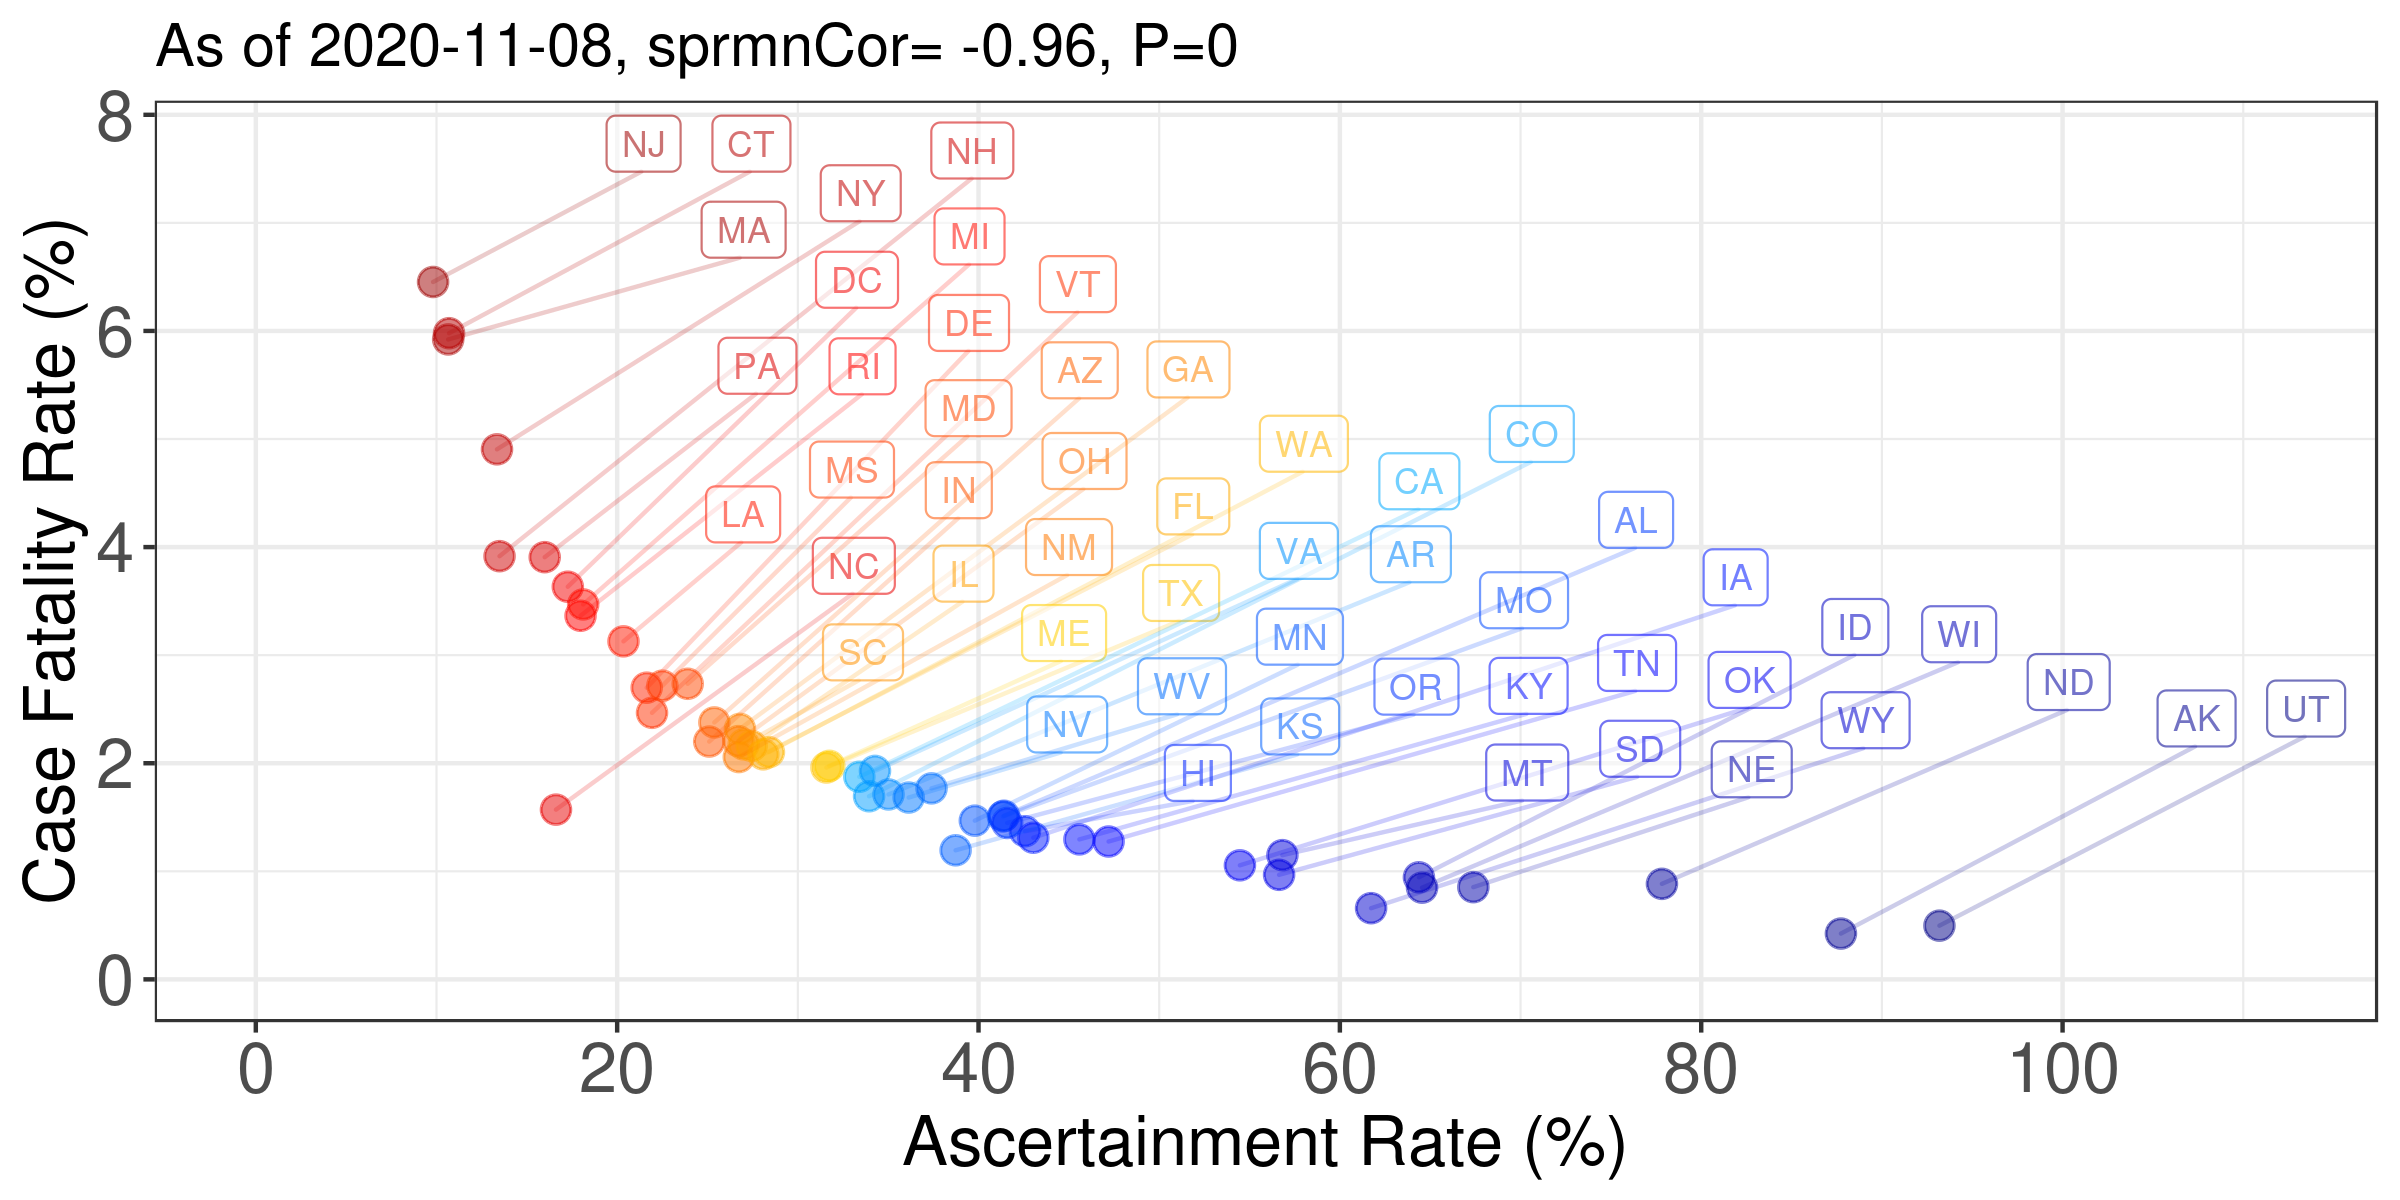 As of 2020-11-08, sprmnCor= -0.96, P=0
Case Fatality Rate (%)
8
6
4
2
0
NJ
CT
NH
NY
MA
MI
DC
VT
DE
PA
RI
AZ
GA
MD
WA
CO
MS
OH
CA
IN
FL
LA
AL
NC
NM
VA
AR
IL
IA
TX
MO
ME
MN
ID
WI
SC
TN
WV
OR
KY
OK
ND
NV
KS
WY
AK
UT
HI
MT
SD
NE
0
20
40
60
80
100
Ascertainment Rate (%)